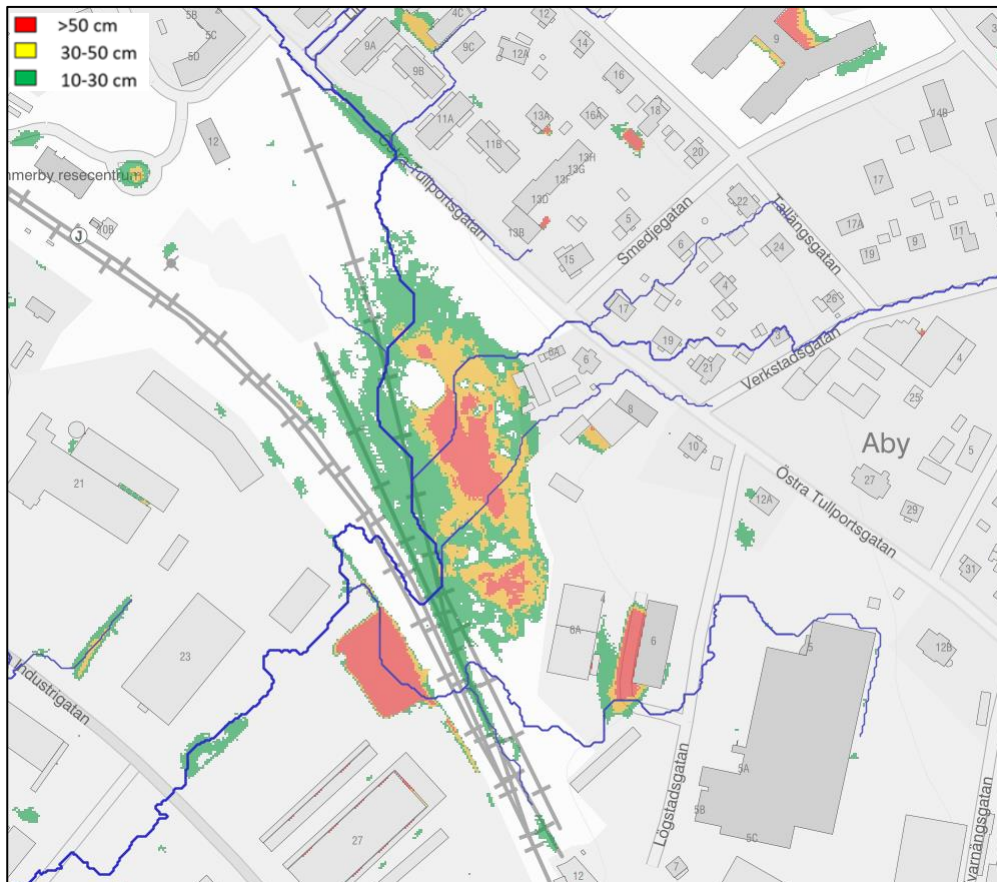 >50 cm
30-50 cm
10-30 cm
5B
5C
5D
9A
4C
9C
12
12A
14
9B
16
9
11A
13A
16A
18
14B
12
11B
13H
13G
13F
20
mmerby resecentrum
Tullportsgatan
13D
17
Tallängsgatan
22
10B
13B
5
Smedjegatan
17A
11
J
15
6
24
19
9
4
26
17
3
19
4
6A
6
21
Verkstadsgatan
25
8
Aby
5
10
21
27
12A
Östra Tullportsgatan
29
31
4
6A
6
23
5
12B
Industrigatan
5A
Lögstadsgatan
5B
27
5C
varnängsgatan
7
12